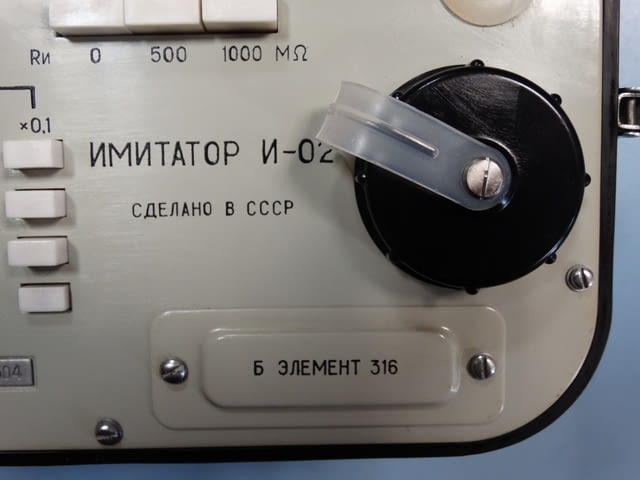 Rи 0 500 1000 MΩ
×0,1
ИМИТАТОР И-02
СДЕЛАНО В СССР
Б ЭЛЕМЕНТ 316